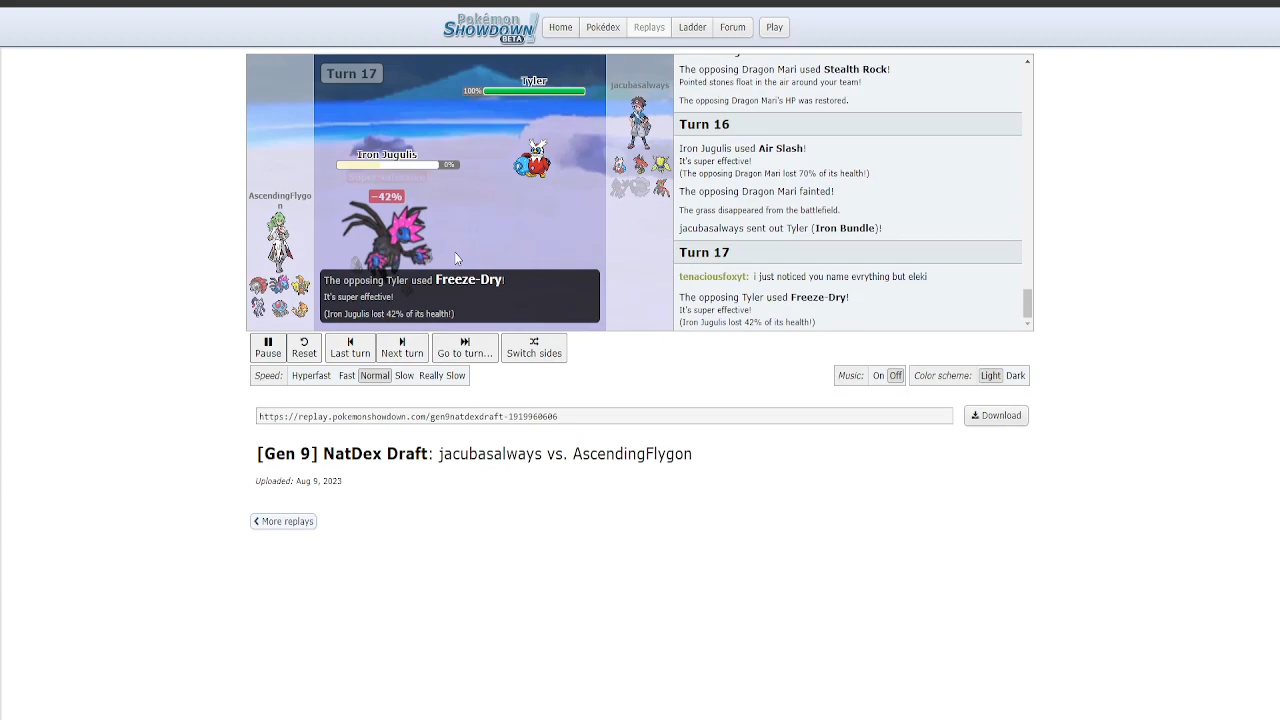 Pokémon
SHOWDOWN!
BETA
Home
Pokédex
Replays
Ladder
Forum
Play
Turn 17
Tyler
100%
Iron Jugulis
0%
−42%
The opposing Tyler used Freeze-Dry!
It's super effective!
(Iron Jugulis lost 42% of its health!)
AscendingFlygo
n
jacubasalways
The opposing Dragon Mari used Stealth Rock!
Pointed stones float in the air around your team!
The opposing Dragon Mari's HP was restored.
Turn 16
Iron Jugulis used Air Slash!
It's super effective!
(The opposing Dragon Mari lost 70% of its health!)
The opposing Dragon Mari fainted!
The grass disappeared from the battlefield.
jacubasalways sent out Tyler (Iron Bundle)!
Turn 17
tenaciousfoxyt: i just noticed you name evrything but eleki
The opposing Tyler used Freeze-Dry!
It's super effective!
(Iron Jugulis lost 42% of its health!)
Pause
Reset
Last turn
Next turn
Go to turn...
Switch sides
Speed: Hyperfast Fast Normal Slow Really Slow
Music: On Off
Color scheme: Light Dark
https://replay.pokemonshowdown.com/gen9natdexdraft-1919960606
Download
[Gen 9] NatDex Draft: jacubasalways vs. AscendingFlygon
Uploaded: Aug 9, 2023
More replays